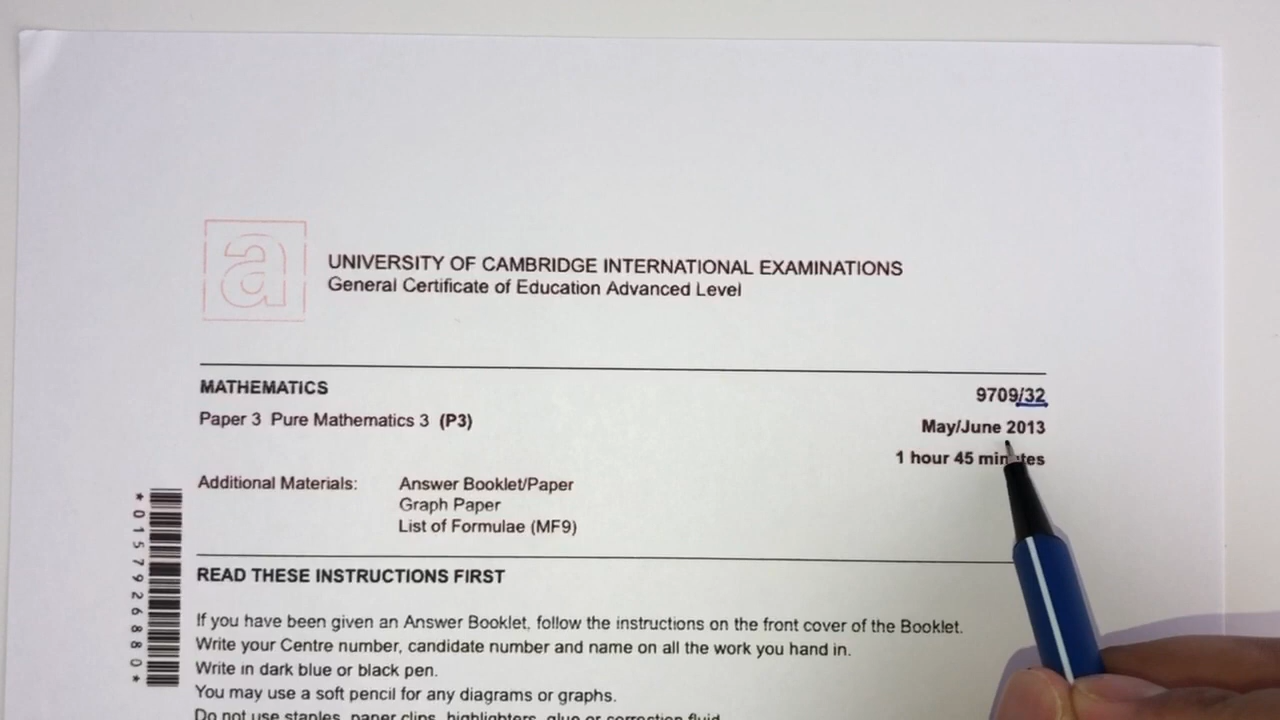 a
UNIVERSITY OF CAMBRIDGE INTERNATIONAL EXAMINATIONS
General Certificate of Education Advanced Level
MATHEMATICS
9709/32
Paper 3 Pure Mathematics 3 (P3)
May/June 2013
1 hour 45 minutes
Additional Materials:
Answer Booklet/Paper
Graph Paper
List of Formulae (MF9)
*0157926880*
READ THESE INSTRUCTIONS FIRST
If you have been given an Answer Booklet, follow the instructions on the front cover of the Booklet.
Write your Centre number, candidate number and name on all the work you hand in.
Write in dark blue or black pen.
You may use a soft pencil for any diagrams or graphs.
Do not use staples, paper clips, highlighters, glue or correction fluid.